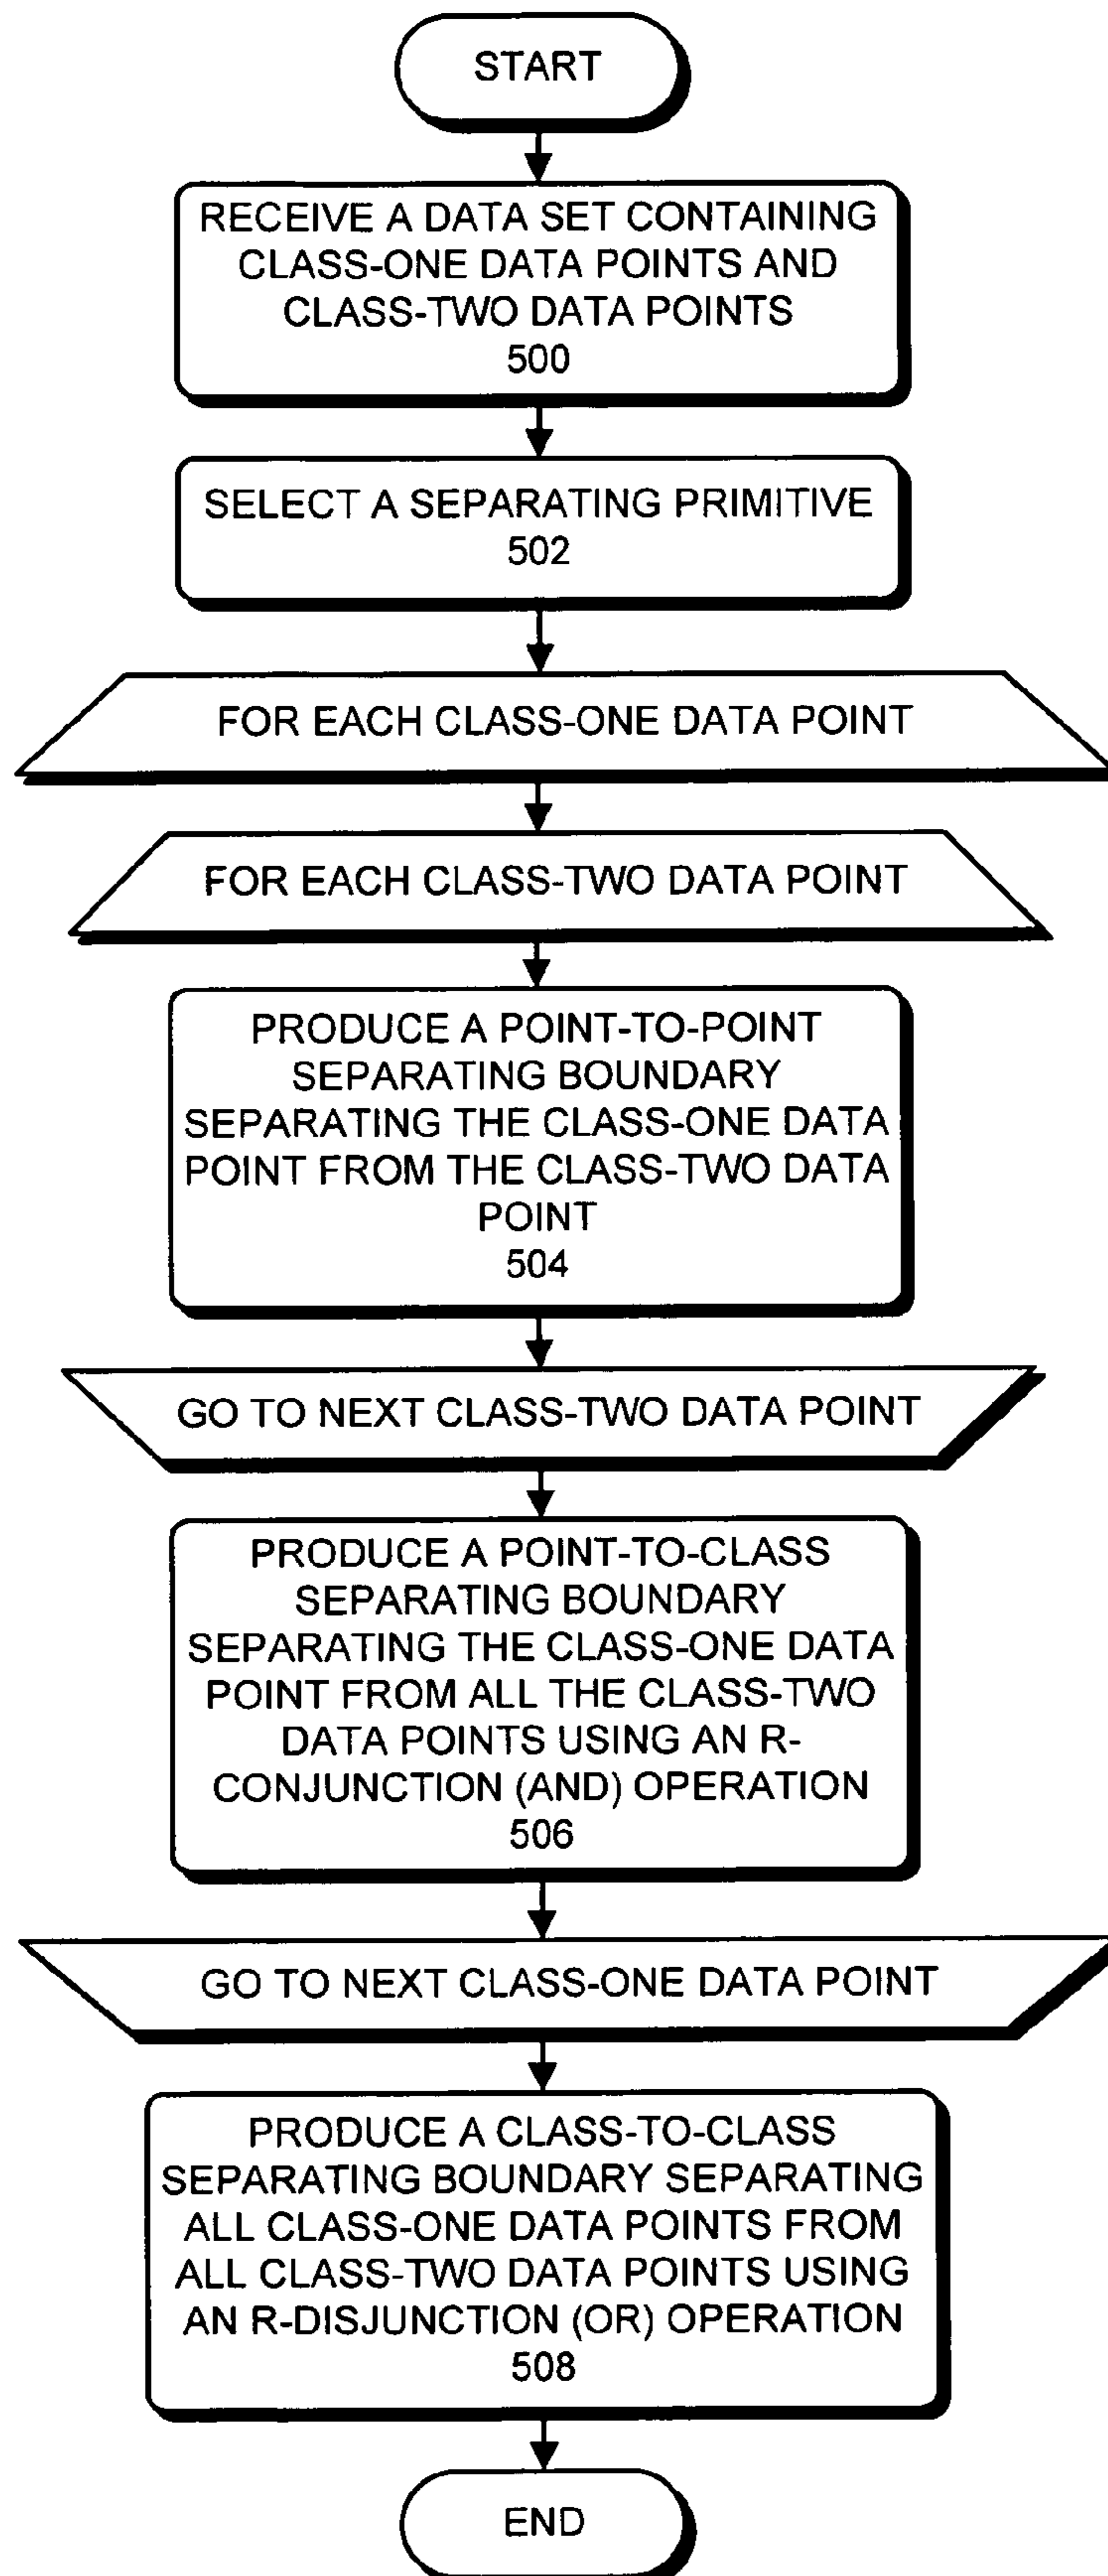 START
RECEIVE A DATA SET CONTAINING
CLASS-ONE DATA POINTS AND
CLASS-TWO DATA POINTS
500
SELECT A SEPARATING PRIMITIVE
502
FOR EACH CLASS-ONE DATA POINT
FOR EACH CLASS-TWO DATA POINT
PRODUCE A POINT-TO-POINT
SEPARATING BOUNDARY
SEPARATING THE CLASS-ONE DATA
POINT FROM THE CLASS-TWO DATA
POINT
504
GO TO NEXT CLASS-TWO DATA POINT
PRODUCE A POINT-TO-CLASS
SEPARATING BOUNDARY
SEPARATING THE CLASS-ONE DATA
POINT FROM ALL THE CLASS-TWO
DATA POINTS USING AN R-
CONJUNCTION (AND) OPERATION
506
GO TO NEXT CLASS-ONE DATA POINT
PRODUCE A CLASS-TO-CLASS
SEPARATING BOUNDARY SEPARATING
ALL CLASS-ONE DATA POINTS FROM
ALL CLASS-TWO DATA POINTS USING
AN R-DISJUNCTION (OR) OPERATION
508
END